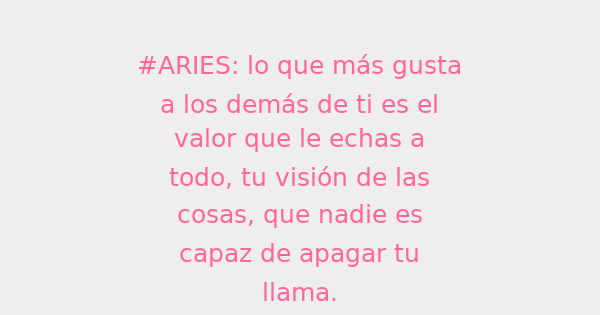 #ARIES: lo que más gusta
a los demás de ti es el
valor que le echas a
todo, tu visión de las
cosas, que nadie es
capaz de apagar tu
llama.